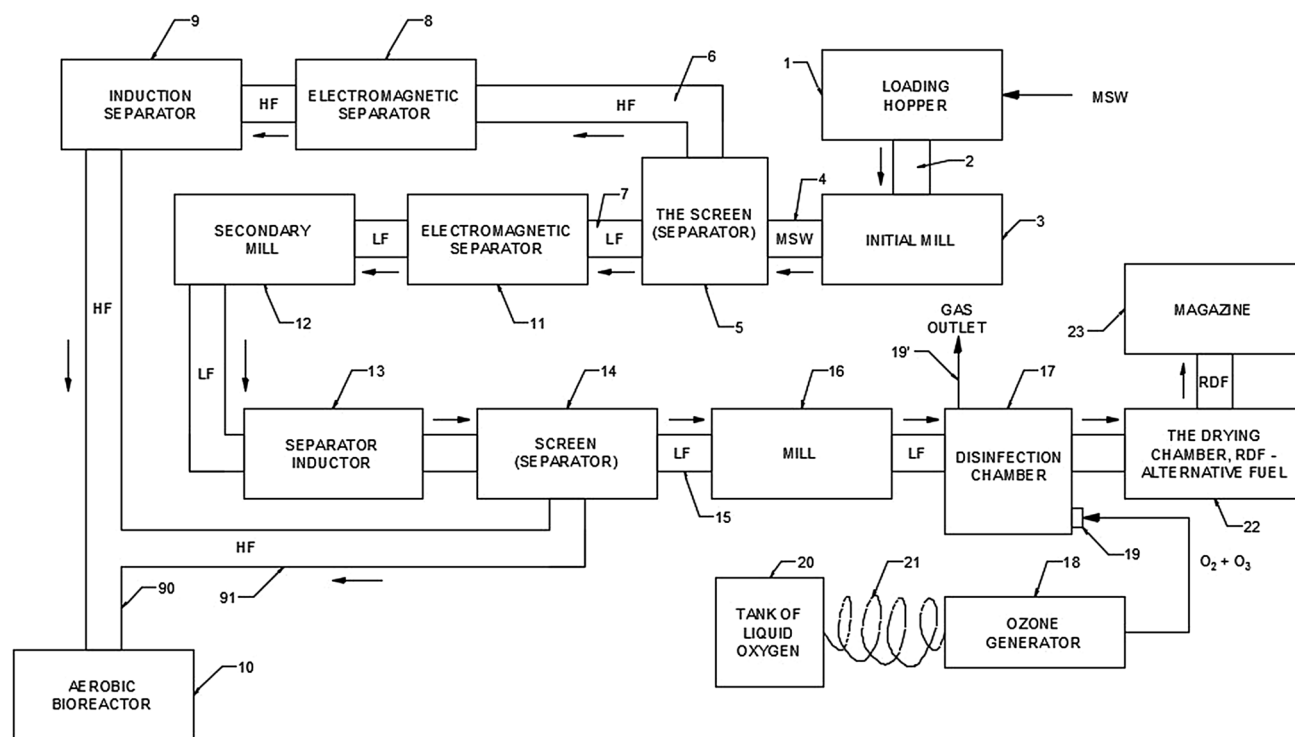 9
8
6
1
INDUCTION
SEPARATOR
HF
ELECTROMAGNETIC
SEPARATOR
HF
LOADING
HOPPER
MSW
2
7
4
SECONDARY
MILL
LF
ELECTROMAGNETIC
SEPARATOR
LF
THE SCREEN
(SEPARATOR)
MSW
INITIAL MILL
3
12
11
5
HF
GAS
OUTLET
23
MAGAZINE
19'
LF
13
14
16
17
RDF
SEPARATOR
INDUCTOR
SCREEN
(SEPARATOR)
LF
MILL
LF
DISINFECTION
CHAMBER
THE DRYING
CHAMBER, RDF -
ALTERNATIVE FUEL
15
22
19
HF
O2 + O3
90
91
20
21
18
TANK OF
LIQUID
OXYGEN
OZONE
GENERATOR
10
AEROBIC
BIOREACTOR